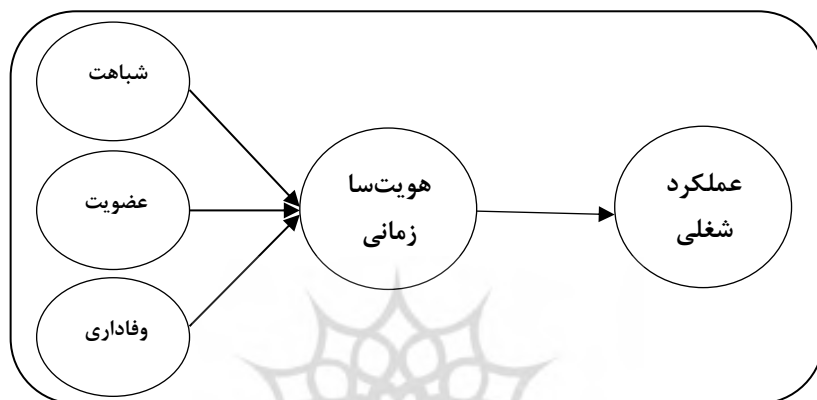 شباهت
عضویت
وفاداری
هویت‌سا
زمانی
عملکرد
شغلی